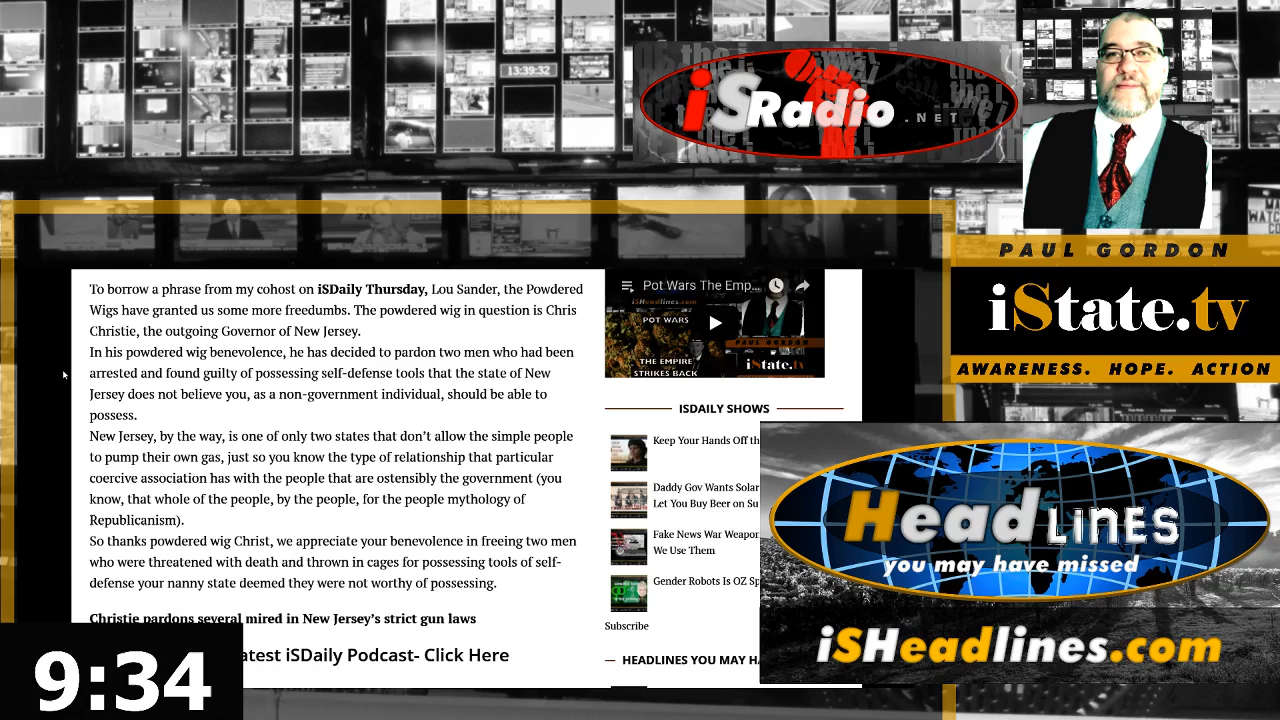 13:39:32
iSRadio.NET
PAUL GORDON
iState.tv
AWARENESS. HOPE. ACTION
To borrow a phrase from my cohost on iSDaily Thursday, Lou Sander, the Powdered
Wigs have granted us some more freedumbs. The powdered wig in question is Chris
Christie, the outgoing Governor of New Jersey.
In his powdered wig benevolence, he has decided to pardon two men who had been
arrested and found guilty of possessing self-defense tools that the state of New
Jersey does not believe you, as a non-government individual, should be able to
possess.
New Jersey, by the way, is one of only two states that don't allow the simple people
to pump their own gas, just so you know the type of relationship that particular
coercive association has with the people that are ostensibly the government (you
know, that whole of the people, by the people, for the people mythology of
Republicanism).
So thanks powdered wig Christ, we appreciate your benevolence in freeing two men
who were threatened with death and thrown in cages for possessing tools of self-
defense your nanny state deemed they were not worthy of possessing.
Christie pardons several mired in New Jersey's strict gun laws
atest iSDaily Podcast- Click Here
9:34
Pot Wars The Emp...
iSHeadlines.com
POT WARS
THE EMPIRE
STRIKES BACK
PAUL GORDON
iState.tv
ISDAILY SHOWS
Keep Your Hands Off th
Daddy Gov Wants Solar
Let You Buy Beer on Su
Fake News War Weapon
We Use Them
Gender Robots Is OZ Sp
Subscribe
HEADLINES YOU MAY HA
HeadLINES
you may have missed
iSHeadlines.com